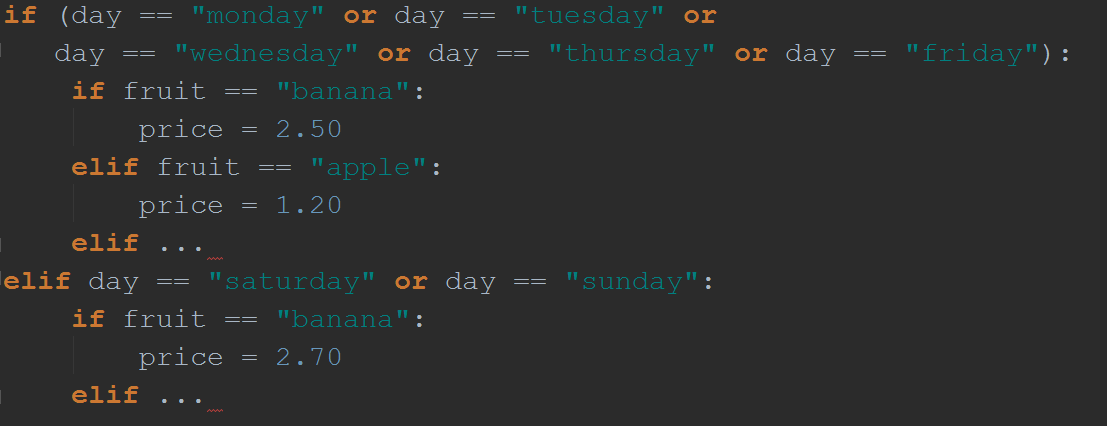 if (day == "monday" or day == "tuesday" or
    day == "wednesday" or day == "thursday" or day == "friday"):
    if fruit == "banana":
        price = 2.50
    elif fruit == "apple":
        price = 1.20
    elif ...
elif day == "saturday" or day == "sunday":
    if fruit == "banana":
        price = 2.70
    elif ...